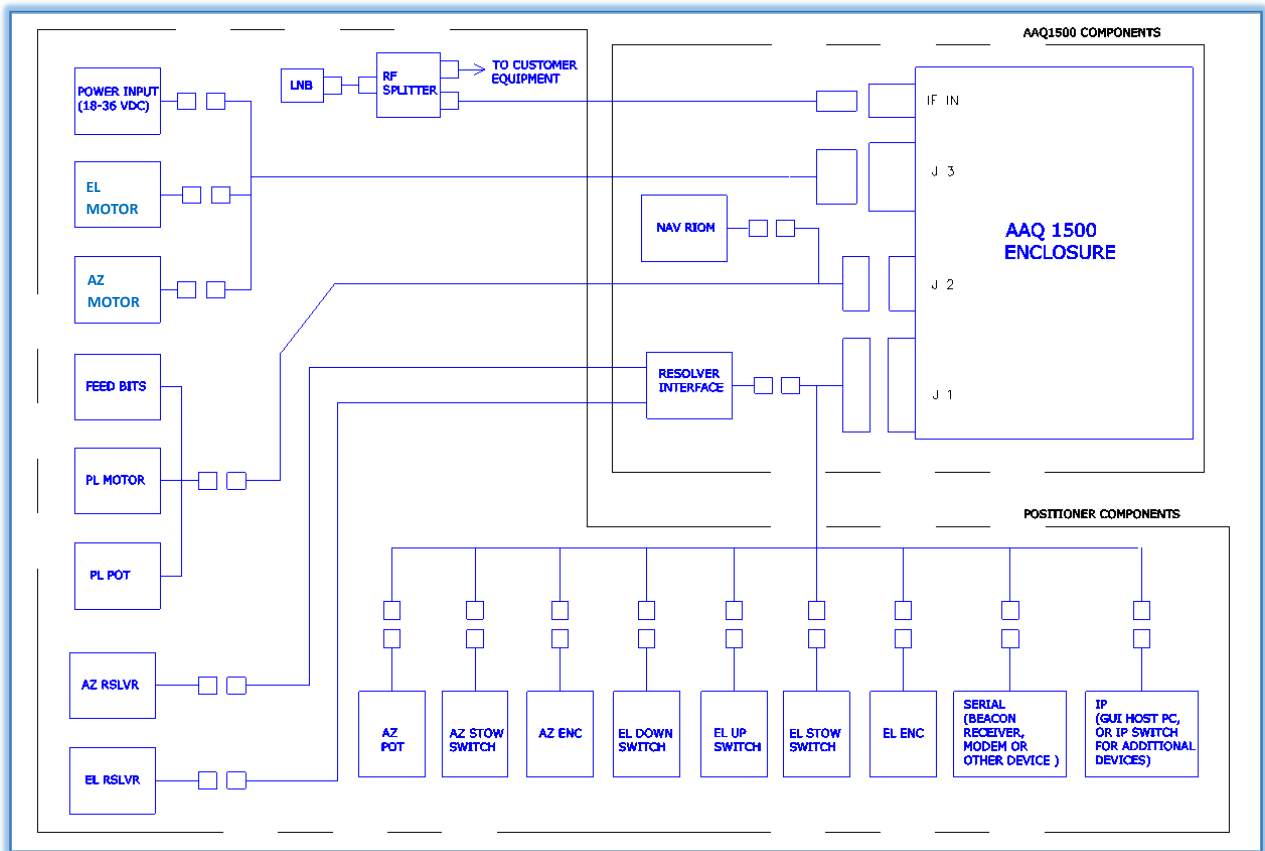 AAQ1500 COMPONENTS
POWER INPUT
(18-36 VDC)
LNB
RF
SPLITTER
TO CUSTOMER
EQUIPMENT
IF IN
EL
MOTOR
J 3
NAV RIOM
AAQ 1500
ENCLOSURE
AZ
MOTOR
J 2
FEED BITS
RESOLVER
INTERFACE
J 1
PL MOTOR
POSITIONER COMPONENTS
PL POT
AZ RSLVR
EL RSLVR
AZ
POT
AZ STOW
SWITCH
AZ ENC
EL DOWN
SWITCH
EL UP
SWITCH
EL STOW
SWITCH
EL ENC
SERIAL
(BEACON
RECEIVER,
MODEM OR
OTHER DEVICE )
IP
(GUI HOST PC,
OR IP SWITCH
FOR ADDITIONAL
DEVICES)